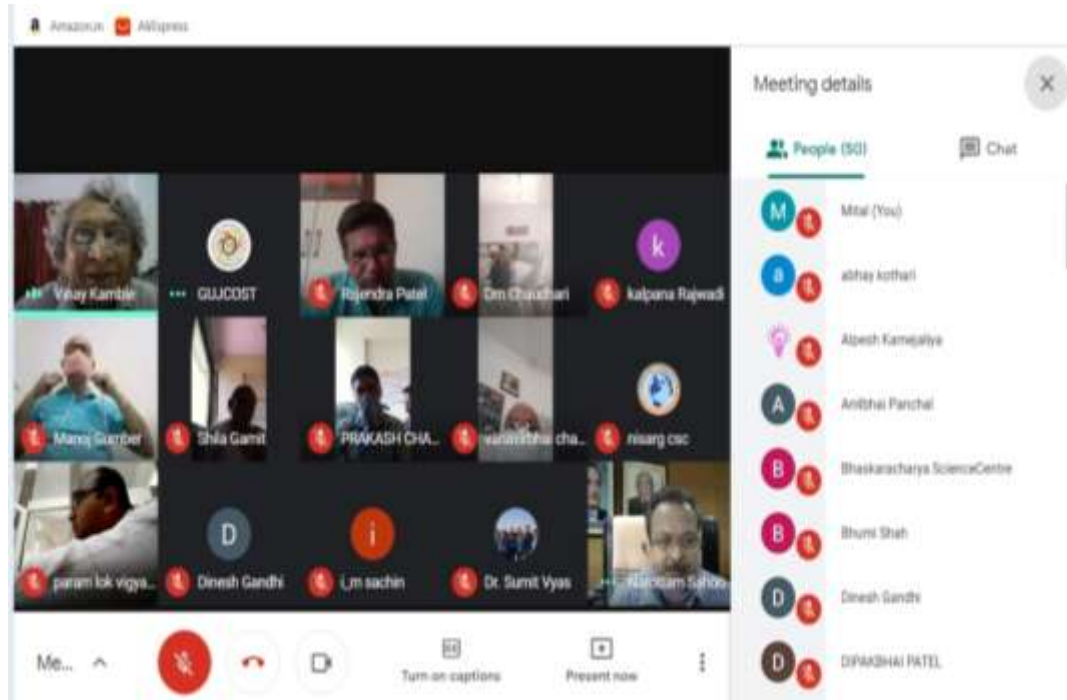 Amazon.in AliExpress
Meeting details
People (50) Chat
Vinay Kamble GUJCOST Rajendra Patel Dm Chaudhari k kalpana Rajwadi
Manoj Gumber Shila Gamit PRAKASH CHA... cha... nisarg csc
param lok vigya... D Dinesh Gandhi i i_m sachin Dr. Sumit Vyas Narottam Sahoo
M Mital (You)
a abhay kothari
Alpesh Kamejaliya
A Anilbhai Panchal
B Bhaskaracharya ScienceCentre
B Bhumi Shah
D Dinesh Gandhi
D DIPAKBHAI PATEL
Me... Turn on captions Present now